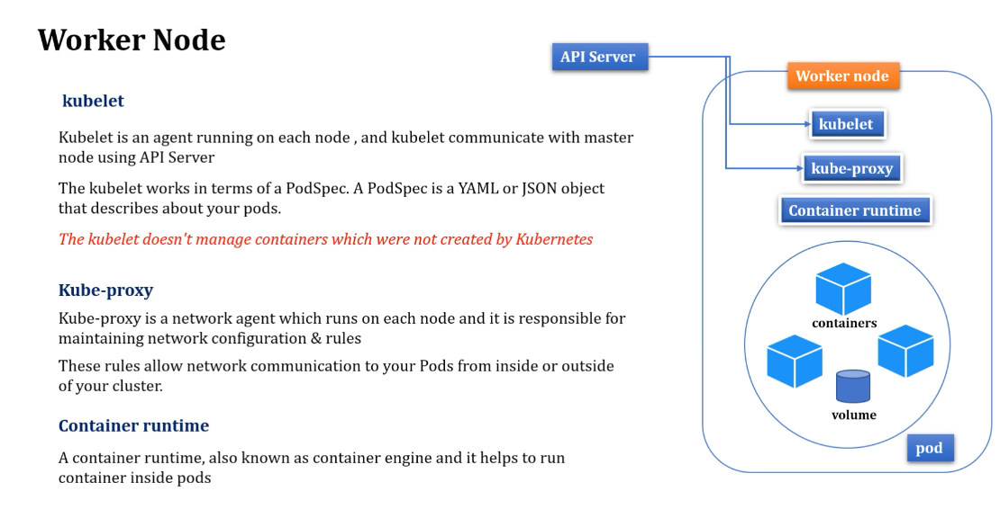 Worker Node
kubelet
Kubelet is an agent running on each node , and kubelet communicate with master
node using API Server
The kubelet works in terms of a PodSpec. A PodSpec is a YAML or JSON object
that describes about your pods.
The kubelet doesn't manage containers which were not created by Kubernetes
Kube-proxy
Kube-proxy is a network agent which runs on each node and it is responsible for
maintaining network configuration & rules
These rules allow network communication to your Pods from inside or outside
of your cluster.
Container runtime
A container runtime, also known as container engine and it helps to run
container inside pods
API Server
Worker node
kubelet
kube-proxy
Container runtime
containers
volume
pod